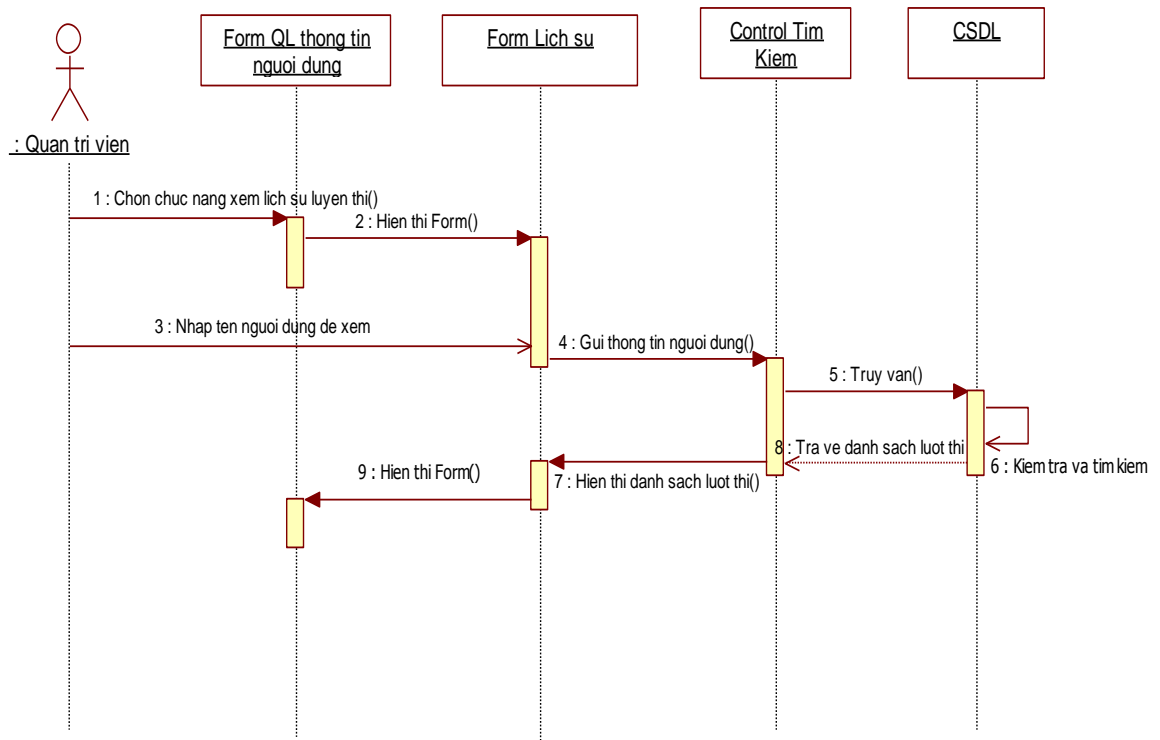 Form QL thong tin
nguoi dung
Form Lich su
Control Tim
Kiem
CSDL
: Quan tri vien
1 : Chon chuc nang xem lich su luyen thi()
2 : Hien thi Form()
3 : Nhap ten nguoi dung de xem
4 : Gui thong tin nguoi dung()
5 : Truy van()
8 : Tra ve danh sach luot thi
6 : Kiem tra va tim kiem
9 : Hien thi Form()
7 : Hien thi danh sach luot thi()